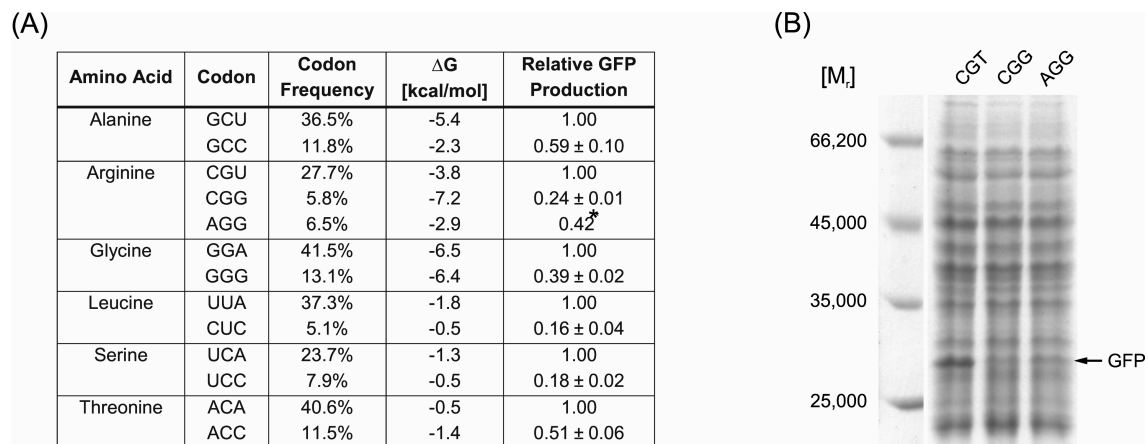 (A)
Amino Acid Codon Codon Frequency ΔG [kcal/mol] Relative GFP Production
Alanine GCU 36.5% -5.4 1.00
GCC 11.8% -2.3 0.59 ± 0.10
Arginine CGU 27.7% -3.8 1.00
CGG 5.8% -7.2 0.24 ± 0.01
AGG 6.5% -2.9 0.42*
Glycine GGA 41.5% -6.5 1.00
GGG 13.1% -6.4 0.39 ± 0.02
Leucine UUA 37.3% -1.8 1.00
CUC 5.1% -0.5 0.16 ± 0.04
Serine UCA 23.7% -1.3 1.00
UCC 7.9% -0.5 0.18 ± 0.02
Threonine ACA 40.6% -0.5 1.00
ACC 11.5% -1.4 0.51 ± 0.06
(B)
[Mr] CGT CGG AGG
66,200
45,000
35,000
GFP
25,000